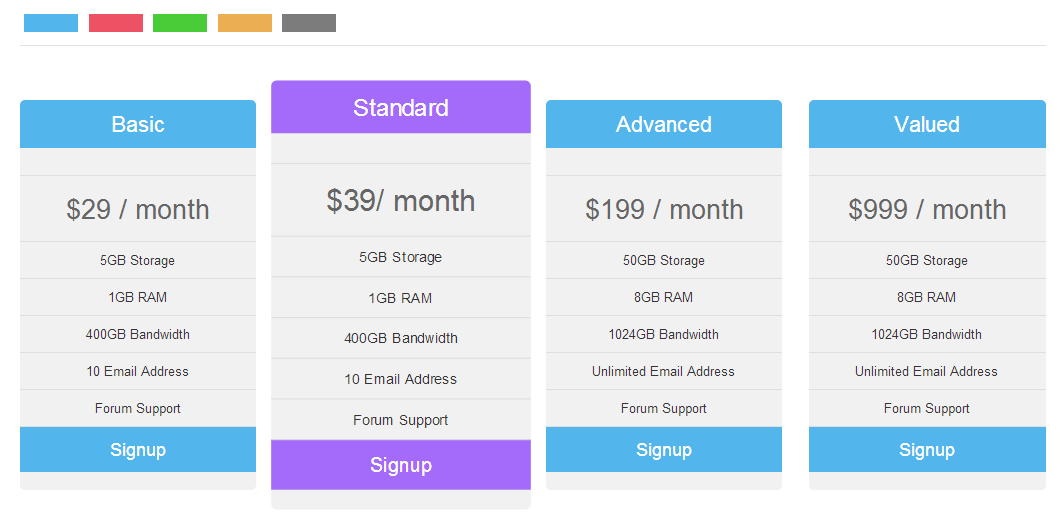 Basic
$29 / month
5GB Storage
1GB RAM
400GB Bandwidth
10 Email Address
Forum Support
Signup
Standard
$39/ month
5GB Storage
1GB RAM
400GB Bandwidth
10 Email Address
Forum Support
Signup
Advanced
$199 / month
50GB Storage
8GB RAM
1024GB Bandwidth
Unlimited Email Address
Forum Support
Signup
Valued
$999 / month
50GB Storage
8GB RAM
1024GB Bandwidth
Unlimited Email Address
Forum Support
Signup